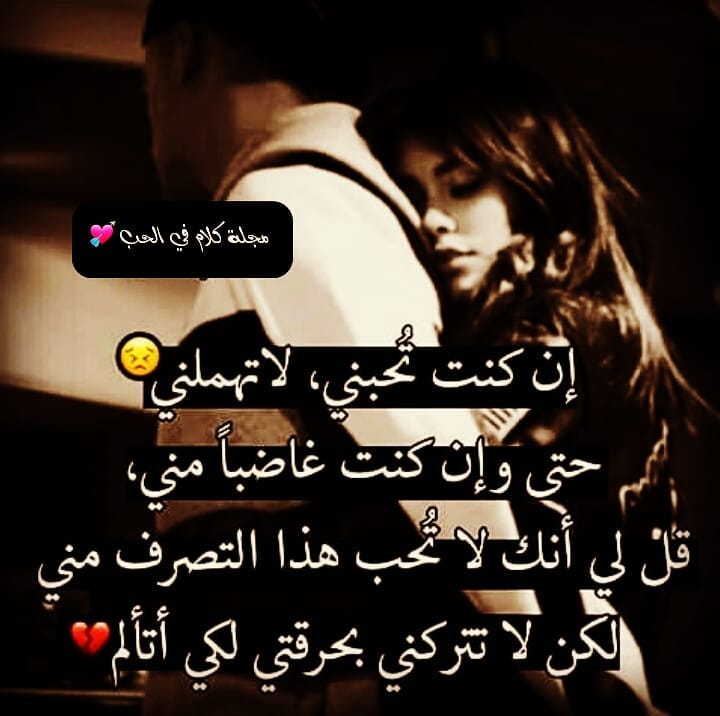 مجلة كلام في الحب 💘
إن كنت تُحبني، لاتهملني😣
حتى وإن كنت غاضباً مني،
قل لي أنك لا تُحب هذا التصرف مني
لكن لا تتركني بحرقتي لكي أتألم💔